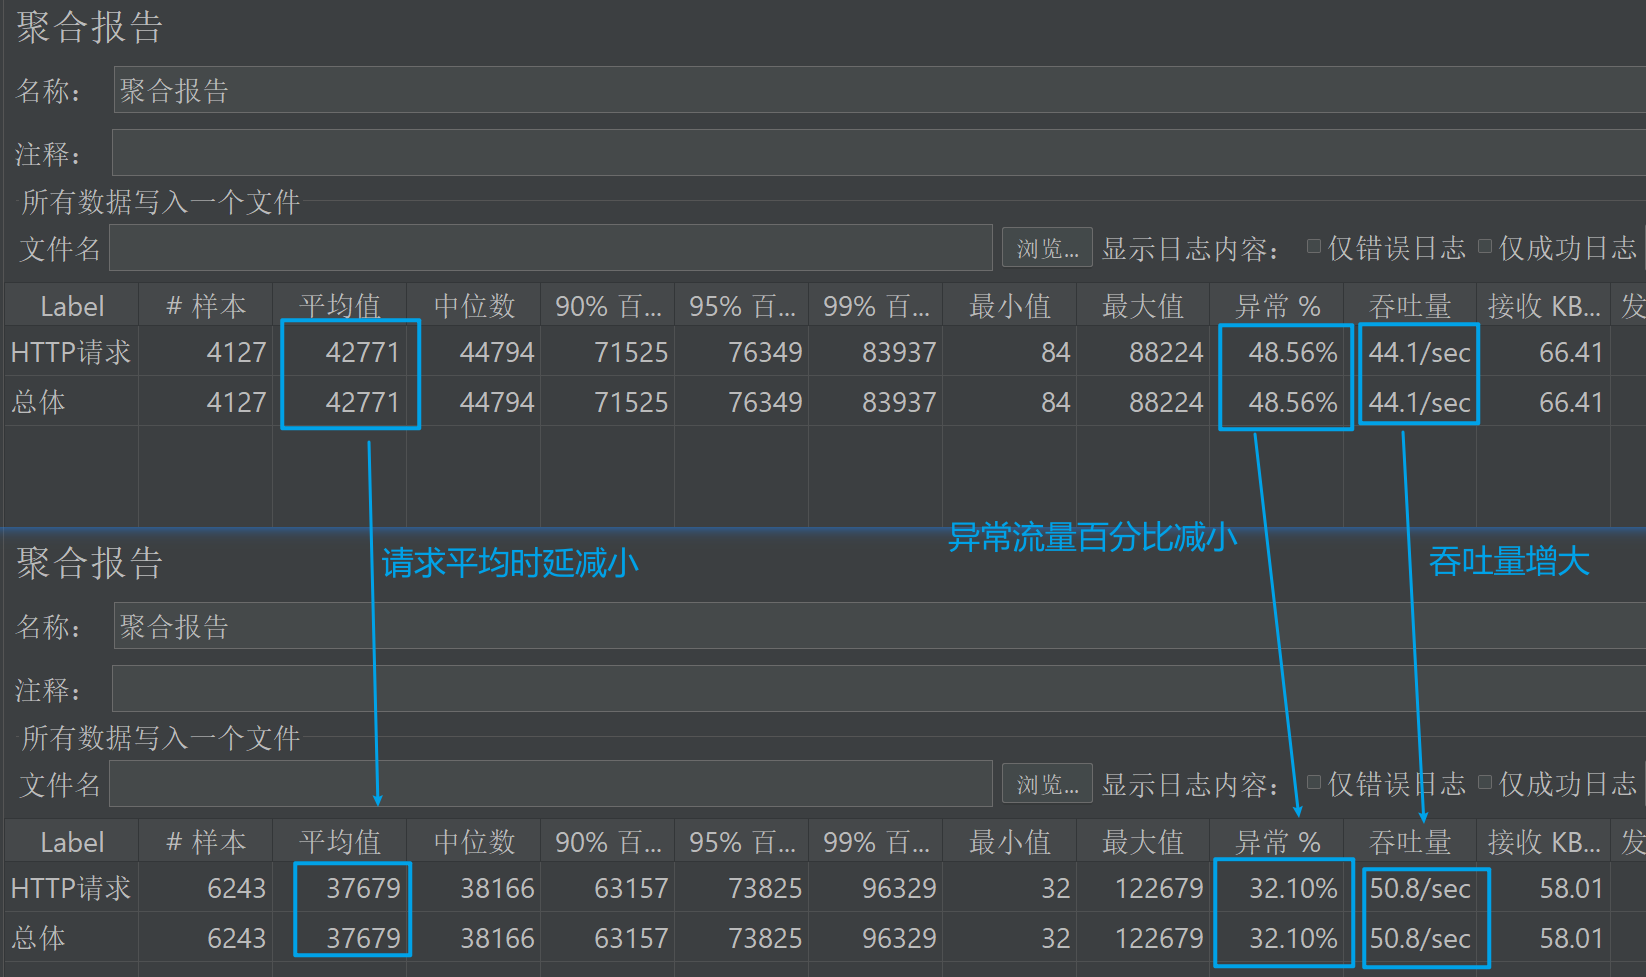 聚合报告
名称： 聚合报告
注释：
所有数据写入一个文件
文件名 浏览... 显示日志内容： 仅错误日志 仅成功日志
Label # 样本 平均值 中位数 90% 百... 95% 百... 99% 百... 最小值 最大值 异常 % 吞吐量 接收 KB... 发
HTTP请求 4127 42771 44794 71525 76349 83937 84 88224 48.56% 44.1/sec 66.41
总体 4127 42771 44794 71525 76349 83937 84 88224 48.56% 44.1/sec 66.41
异常流量百分比减小
请求平均时延减小
吞吐量增大
聚合报告
名称： 聚合报告
注释：
所有数据写入一个文件
文件名 浏览... 显示日志内容： 仅错误日志 仅成功日志
Label # 样本 平均值 中位数 90% 百... 95% 百... 99% 百... 最小值 最大值 异常 % 吞吐量 接收 KB... 发
HTTP请求 6243 37679 38166 63157 73825 96329 32 122679 32.10% 50.8/sec 58.01
总体 6243 37679 38166 63157 73825 96329 32 122679 32.10% 50.8/sec 58.01